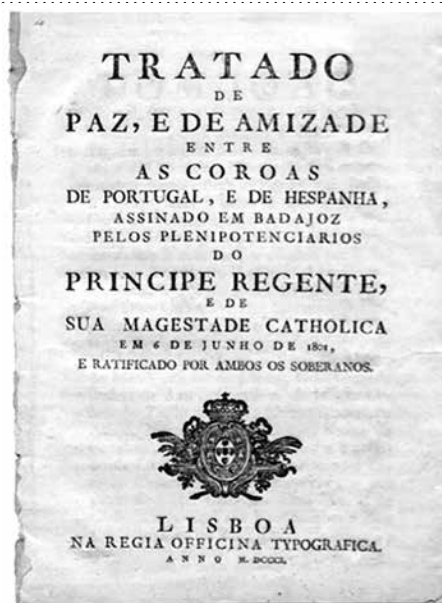 TRATADO
DE
PAZ, E DE AMIZADE
ENTRE
AS COROAS
DE PORTUGAL, E DE HESPANHA,
ASSINADO EM BADAJOZ
PELOS PLENIPOTENCIARIOS
DO
PRINCIPE REGENTE,
E DE
SUA MAGESTADE CATHOLICA
EM 6 DE JUNHO DE 1801,
E RATIFICADO POR AMBOS OS SOBERANOS.
LISBOA
NA REGIA OFFICINA TYPOGRAFICA.
ANNO M. DCCCI.